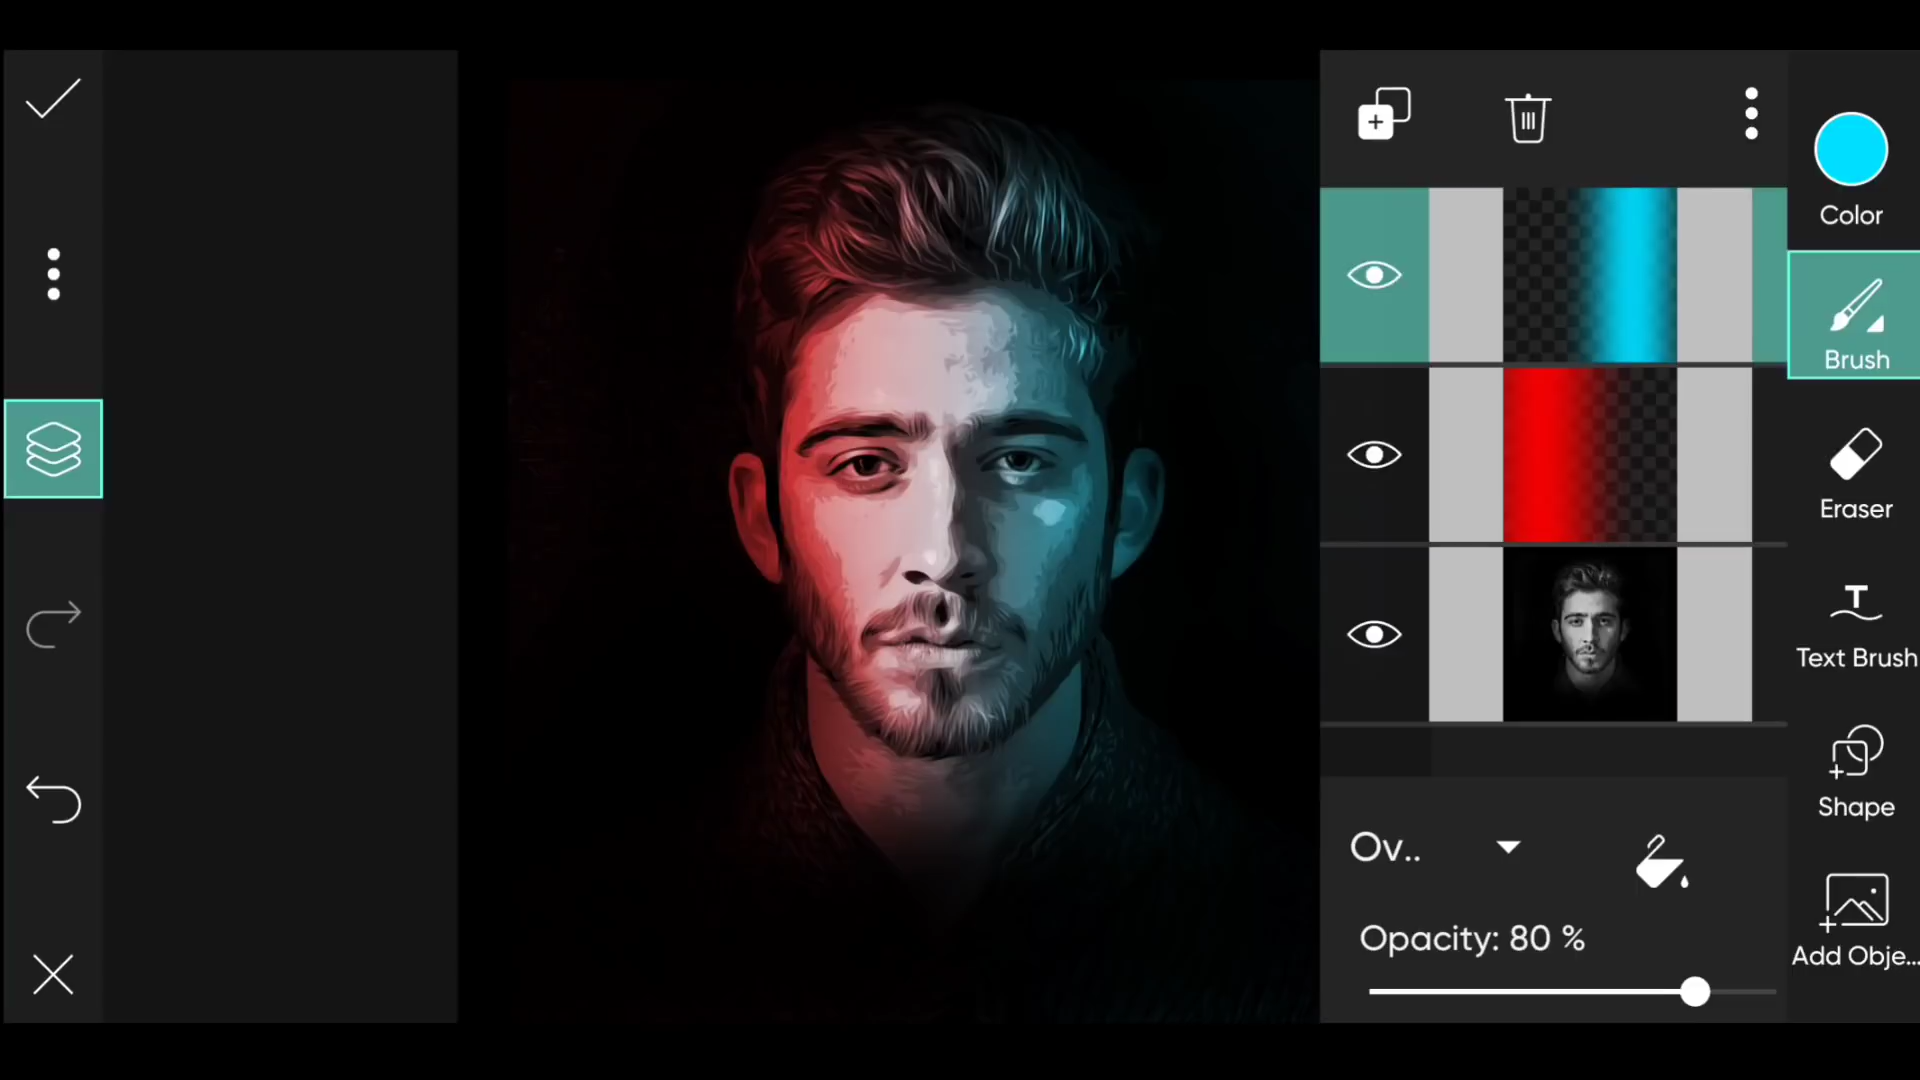 Color
Brush
Eraser
T
Text Brush
Shape
Add Obje...
Ov..
Opacity: 80 %